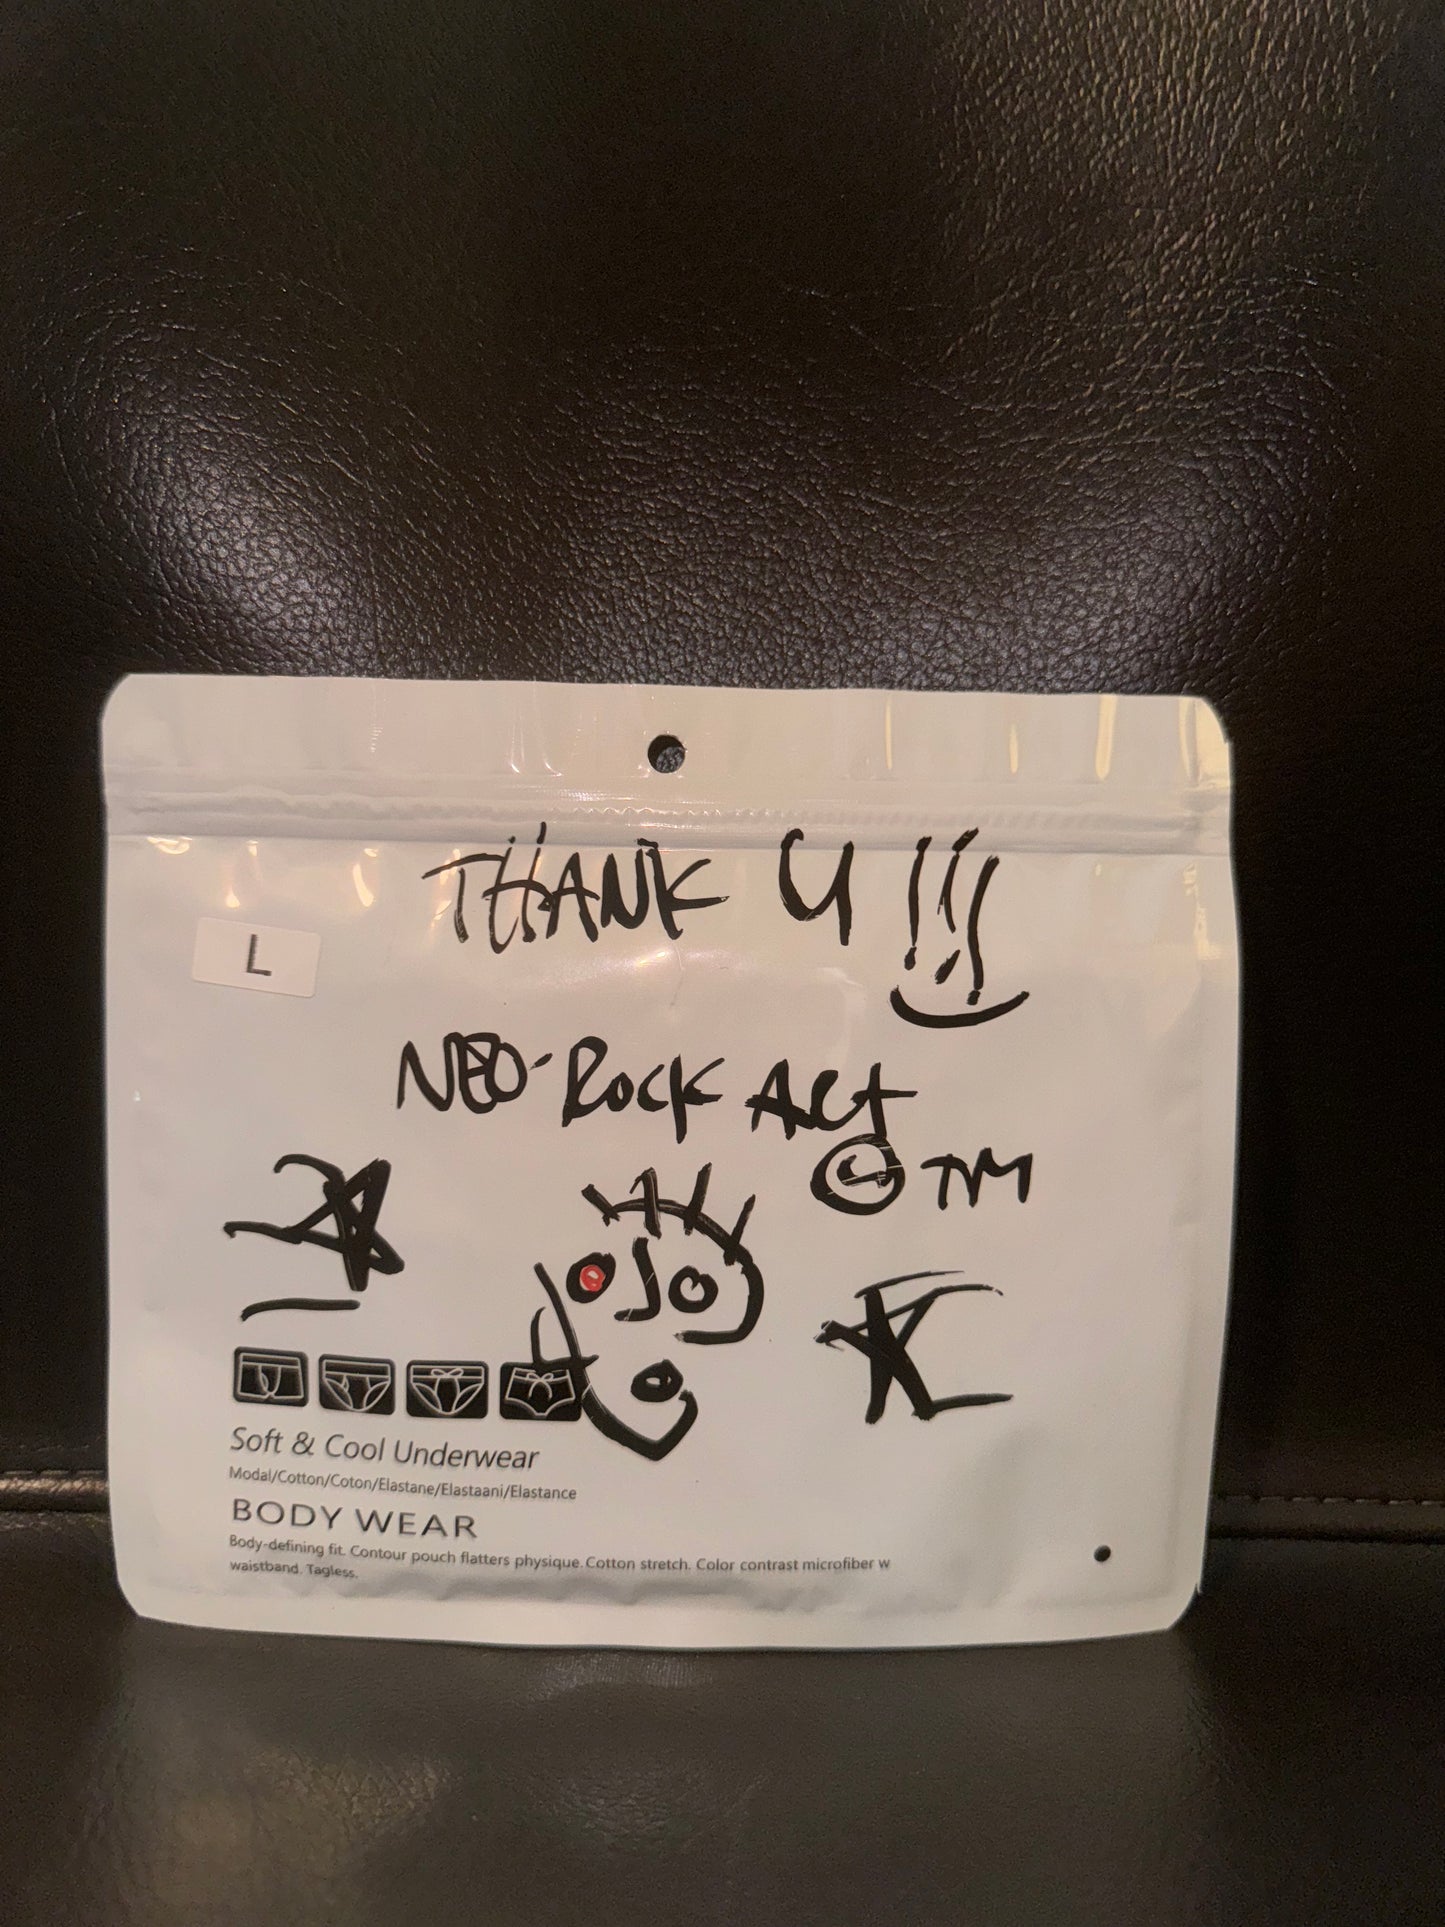 THANK U !!!
L
NEO-ROCK ART
© TM
Soft & Cool Underwear
Modal/Cotton/Coton/Elastane/Elastaani/Elastance
BODY WEAR
Body-defining fit. Contour pouch flatters physique. Cotton stretch. Color contrast microfiber w
waistband. Tagless.